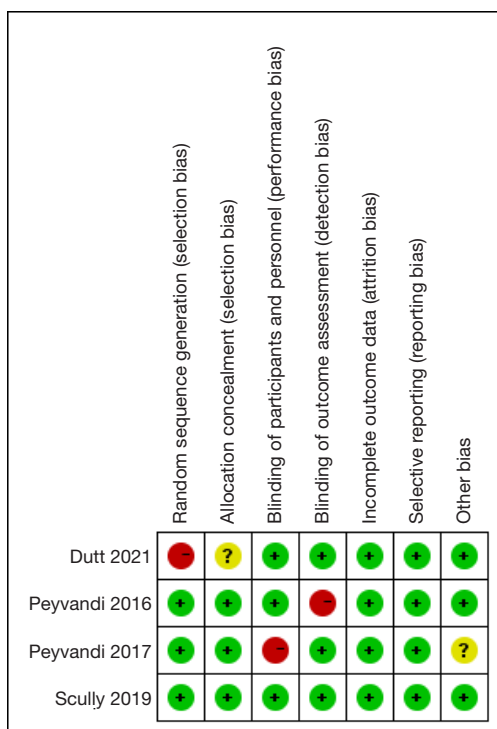 Random sequence generation (selection bias)
Allocation concealment (selection bias)
Blinding of participants and personnel (performance bias)
Blinding of outcome assessment (detection bias)
Incomplete outcome data (attrition bias)
Selective reporting (reporting bias)
Other bias
Dutt 2021 - ? + + + + +
Peyvandi 2016 + + + - + + +
Peyvandi 2017 + + - + + + ?
Scully 2019 + + + + + + +